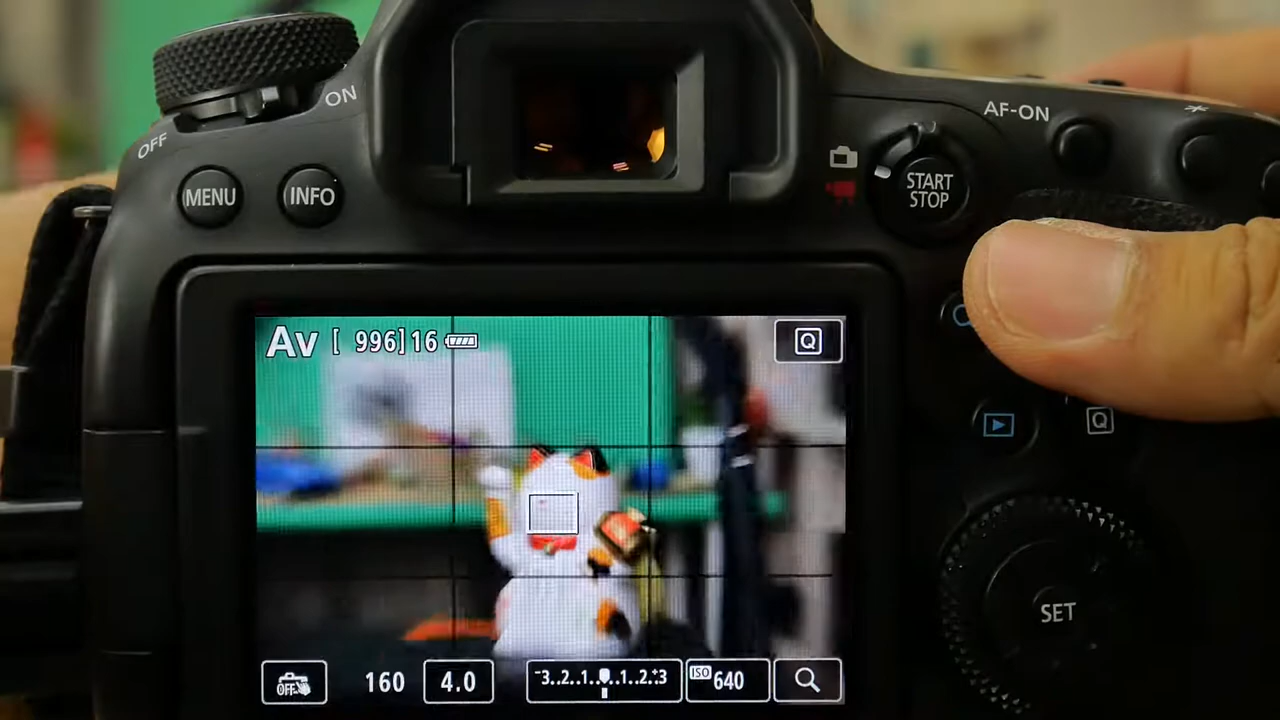 ON
OFF
AF-ON
*
MENU
INFO
START
STOP
Av [ 996]16
Q
Q
SET
OFF
160
4.0
-3..2..1..0..1..2..+3
ISO 640